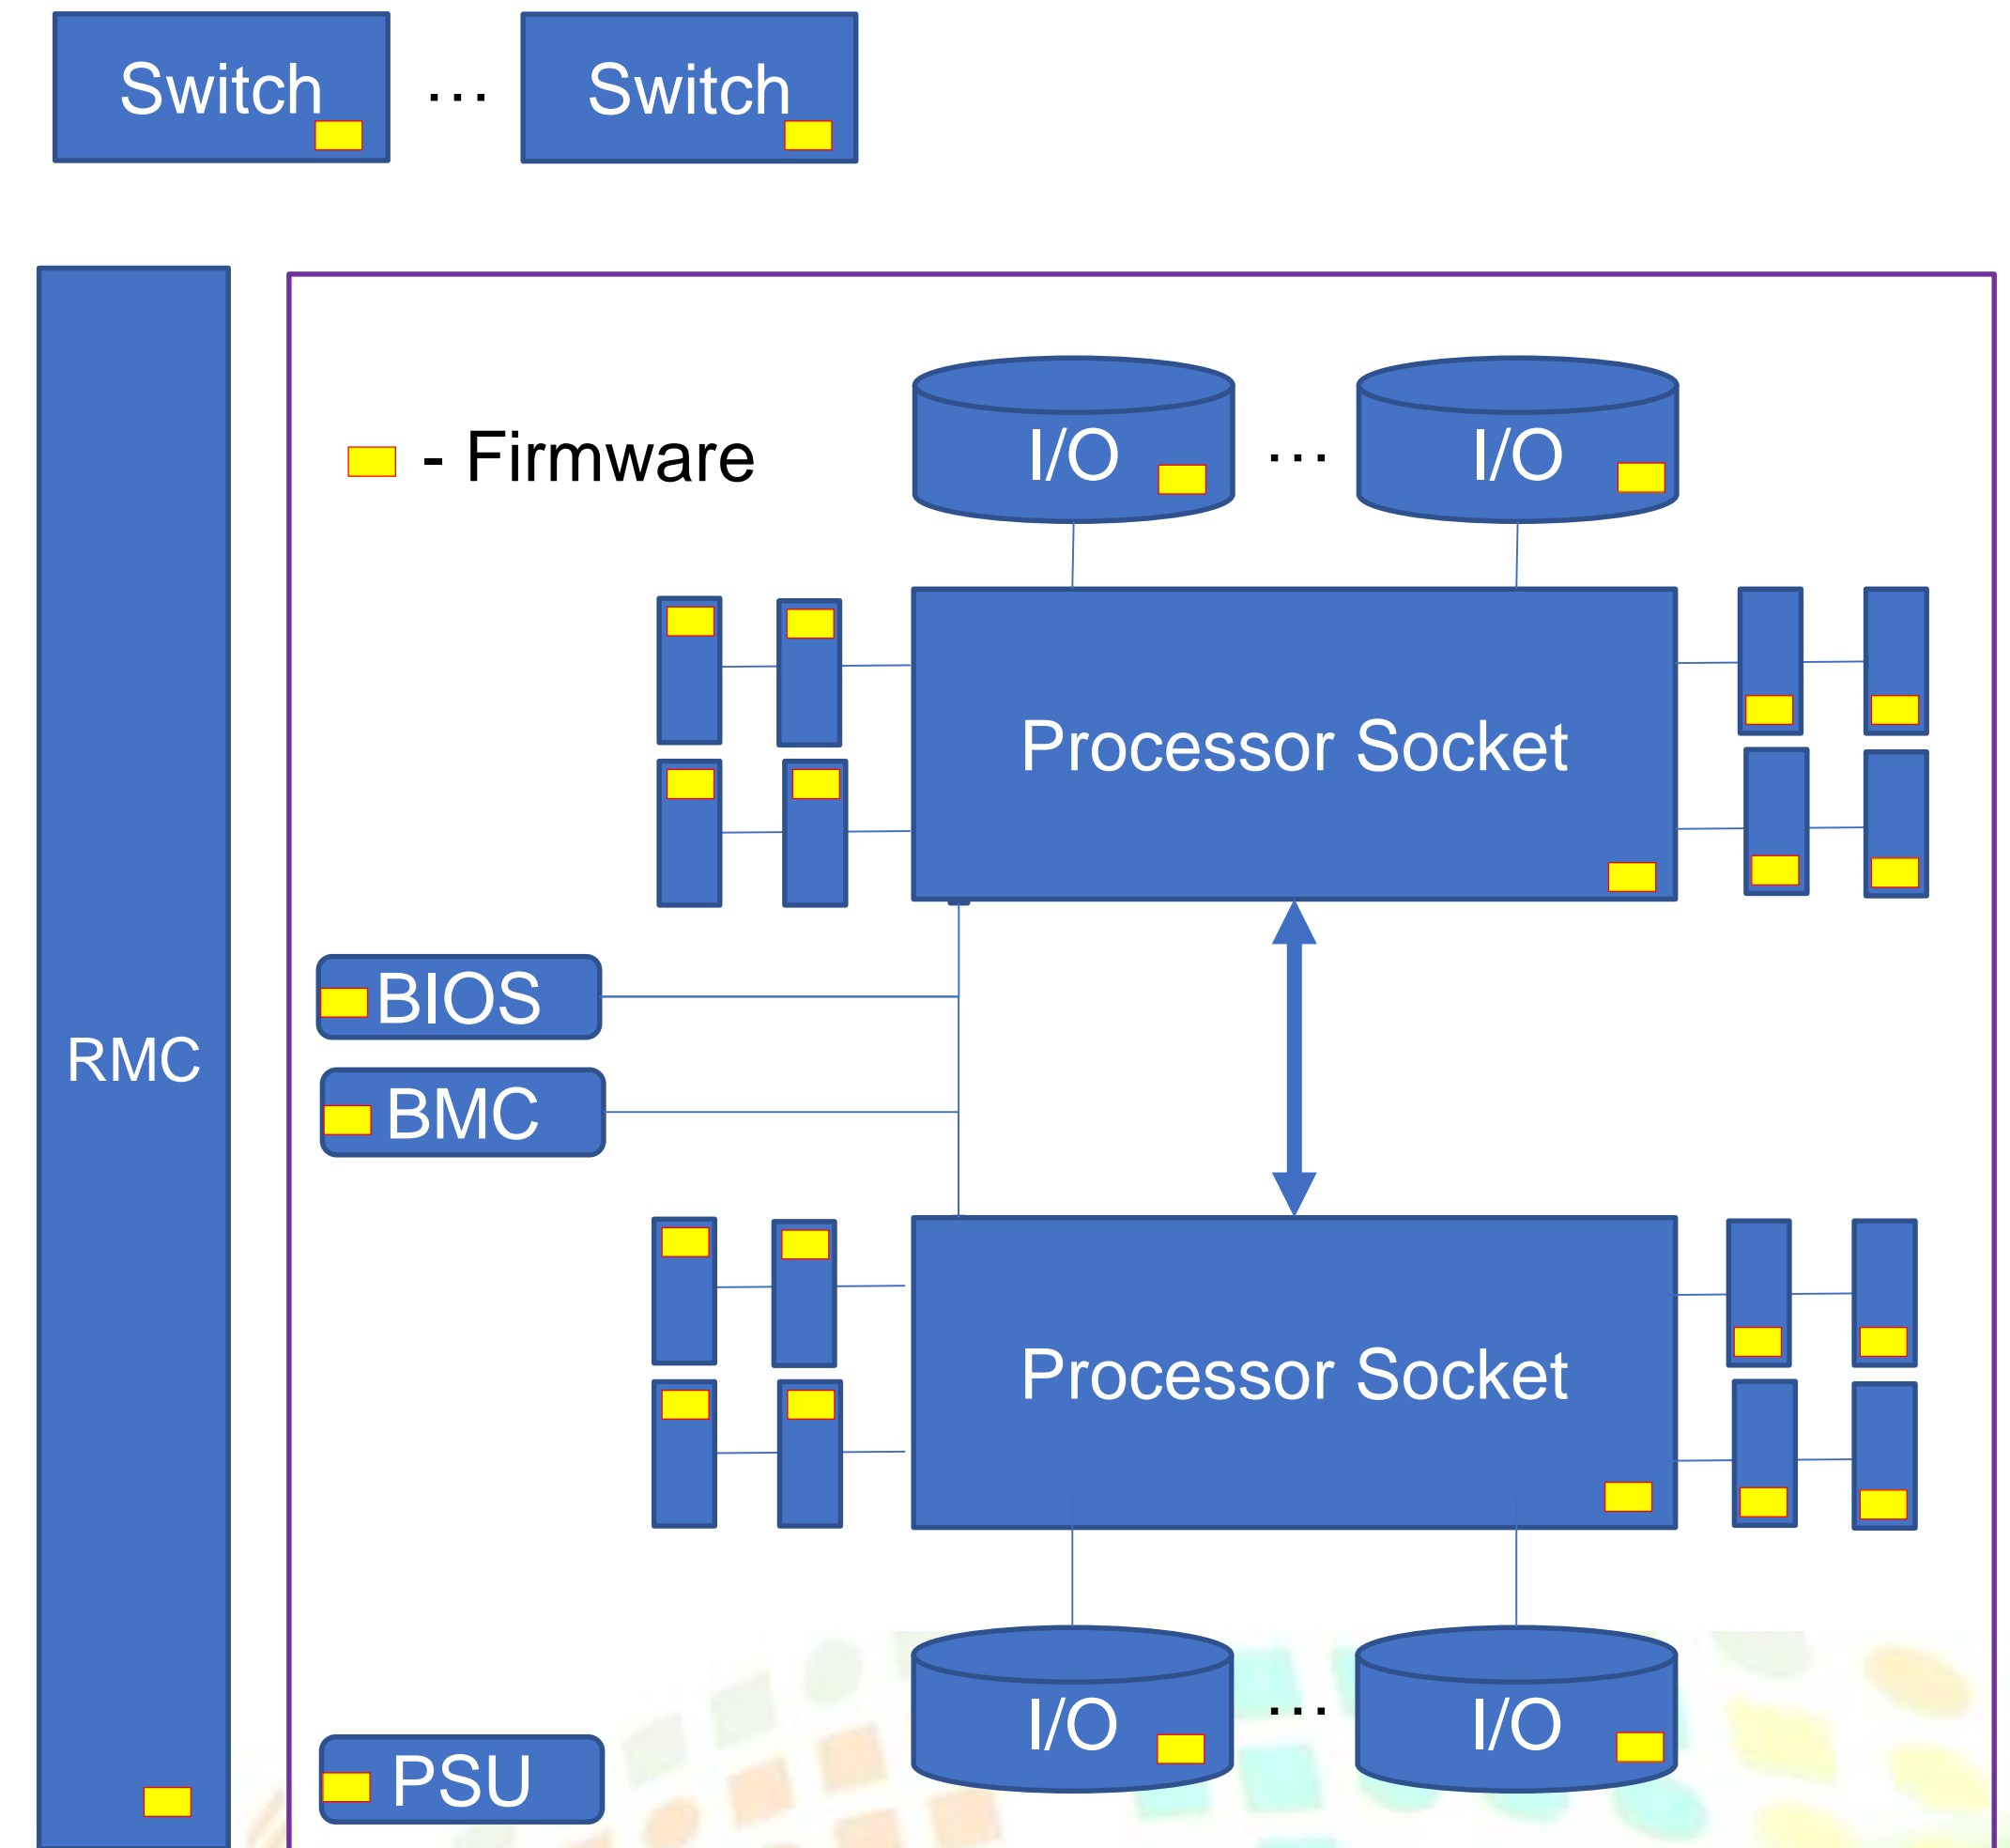 Switch ... Switch
I/O ... I/O
- Firmware
Processor Socket
BIOS
RMC
BMC
Processor Socket
I/O ... I/O
PSU